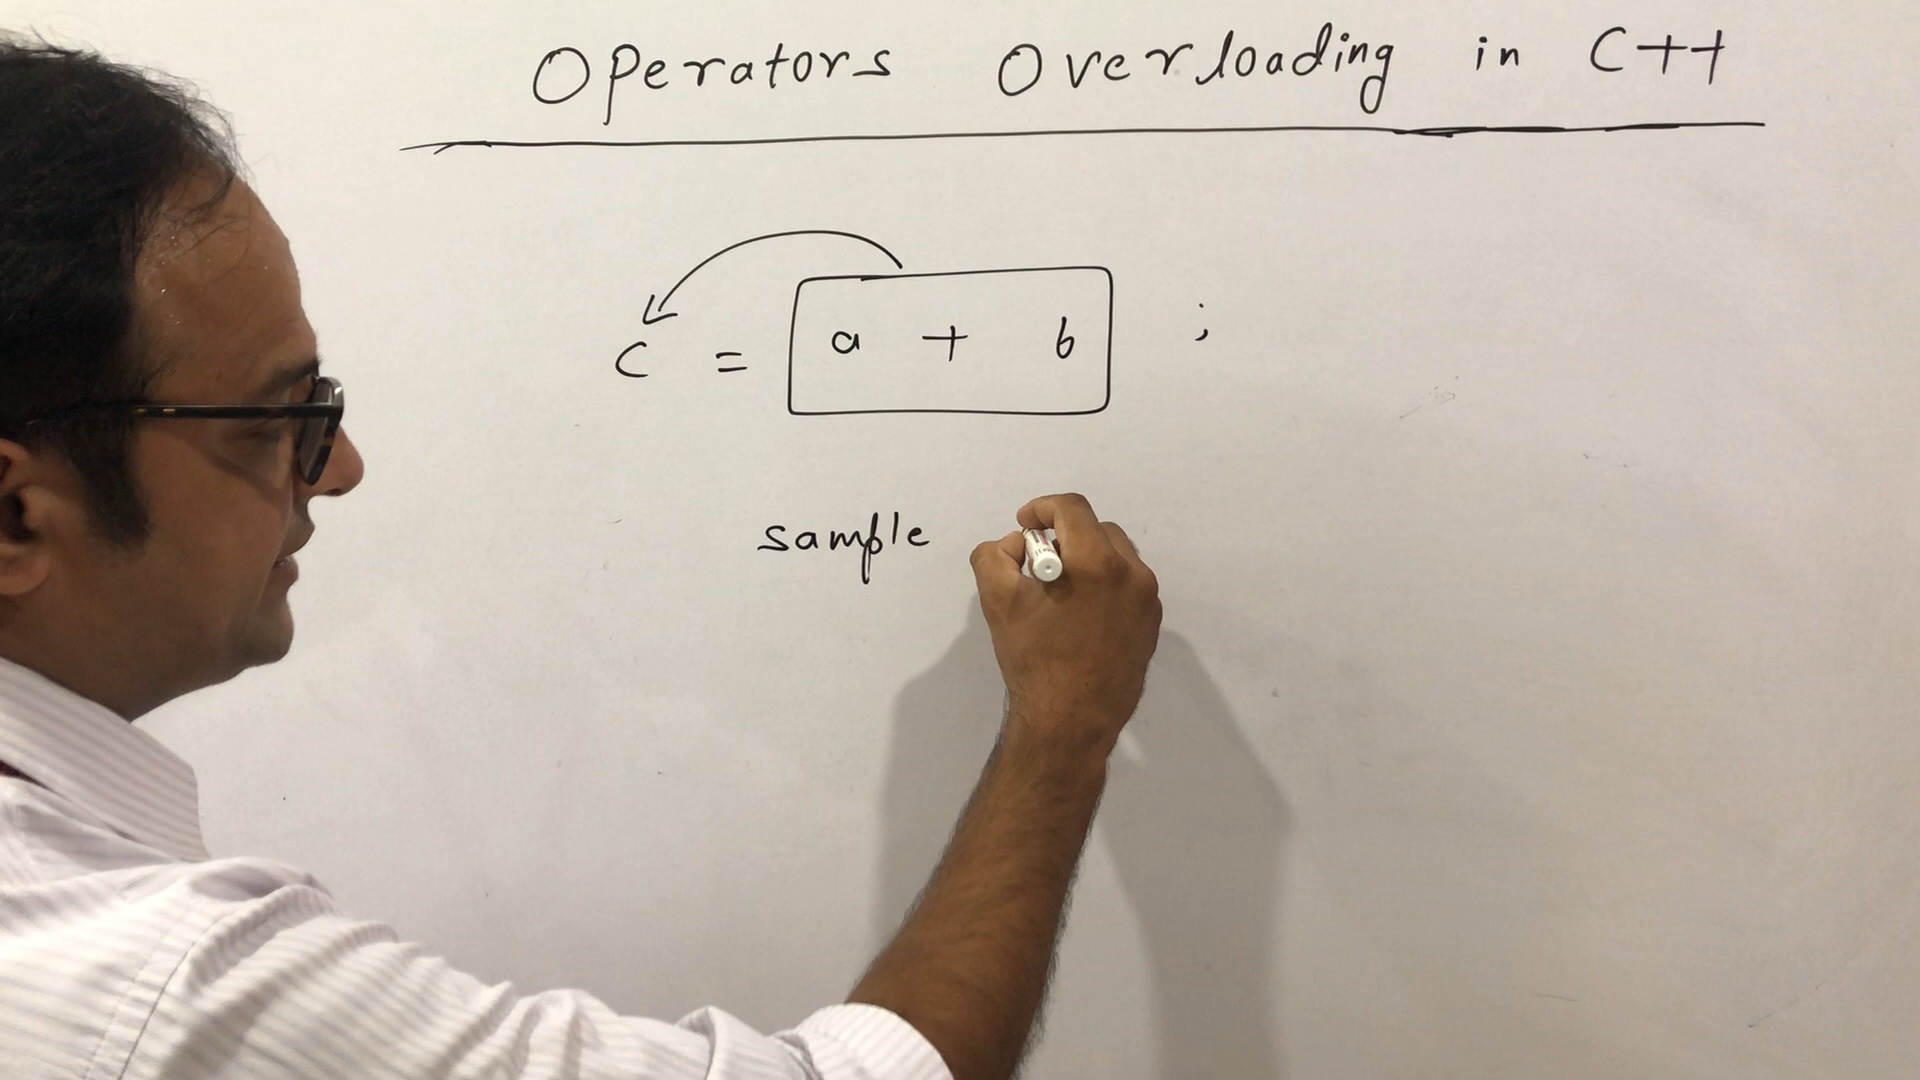 Operators Overloading in C++
c = a + b ;
sample